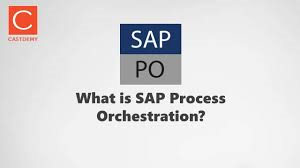 C
CASTDEMY
SAP
PO
What is SAP Process
Orchestration?